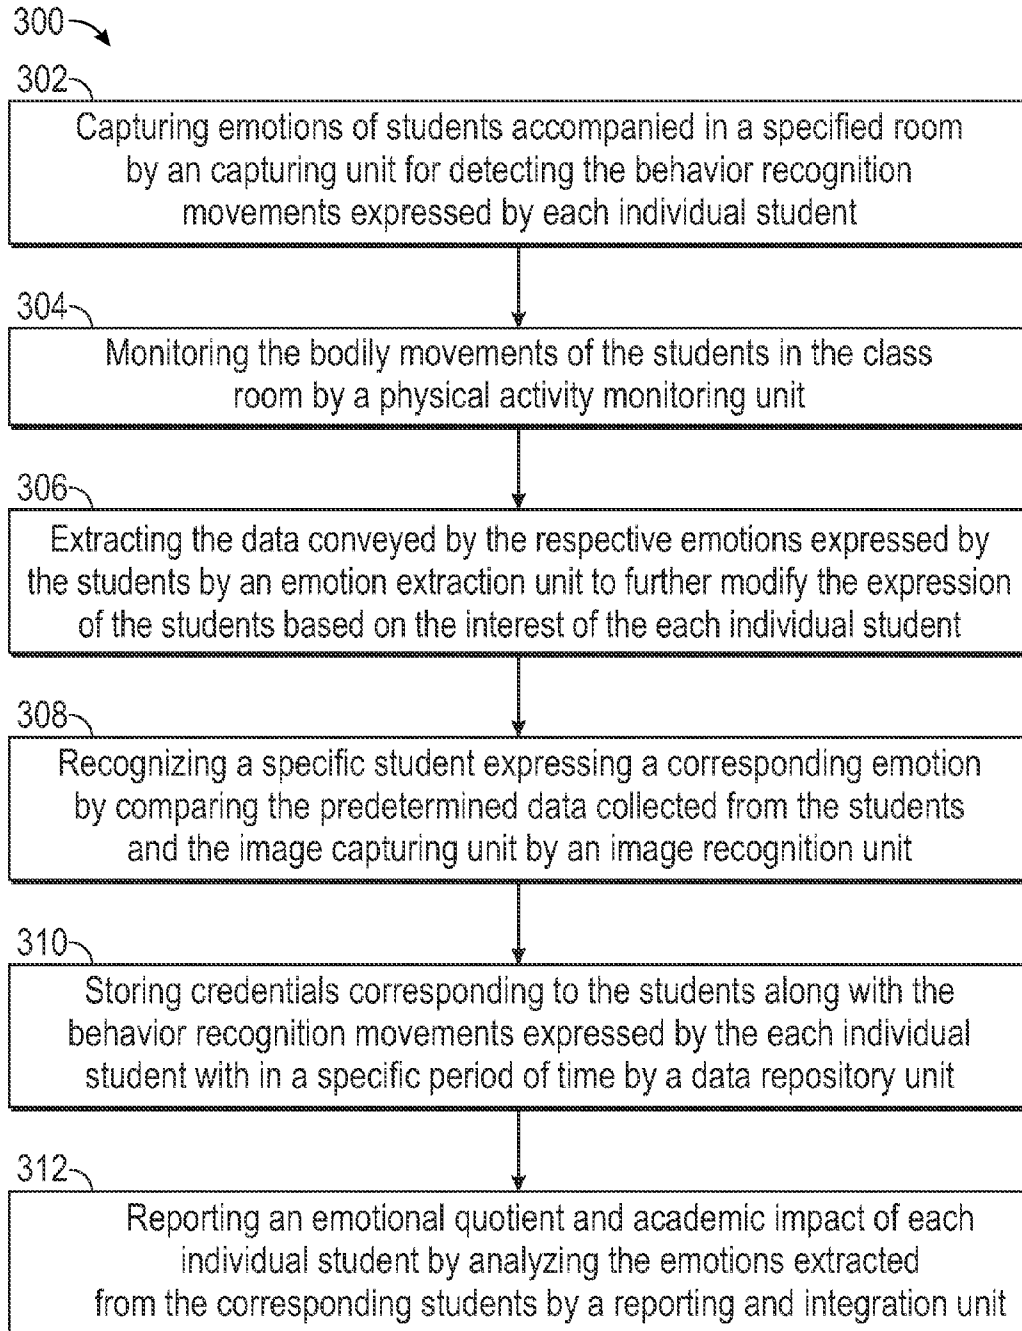 300
302
Capturing emotions of students accompanied in a specified room
by an capturing unit for detecting the behavior recognition
movements expressed by each individual student
304
Monitoring the bodily movements of the students in the class
room by a physical activity monitoring unit
306
Extracting the data conveyed by the respective emotions expressed by
the students by an emotion extraction unit to further modify the expression
of the students based on the interest of the each individual student
308
Recognizing a specific student expressing a corresponding emotion
by comparing the predetermined data collected from the students
and the image capturing unit by an image recognition unit
310
Storing credentials corresponding to the students along with the
behavior recognition movements expressed by the each individual
student with in a specific period of time by a data repository unit
312
Reporting an emotional quotient and academic impact of each
individual student by analyzing the emotions extracted
from the corresponding students by a reporting and integration unit